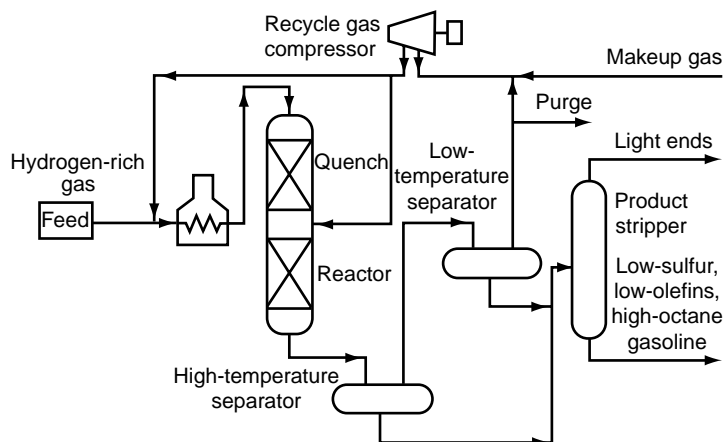 Recycle gas
compressor
Makeup gas
Purge
Light ends
Hydrogen-rich
gas
Quench
Low-
temperature
separator
Product
stripper
Feed
Reactor
Low-sulfur,
low-olefins,
high-octane
gasoline
High-temperature
separator